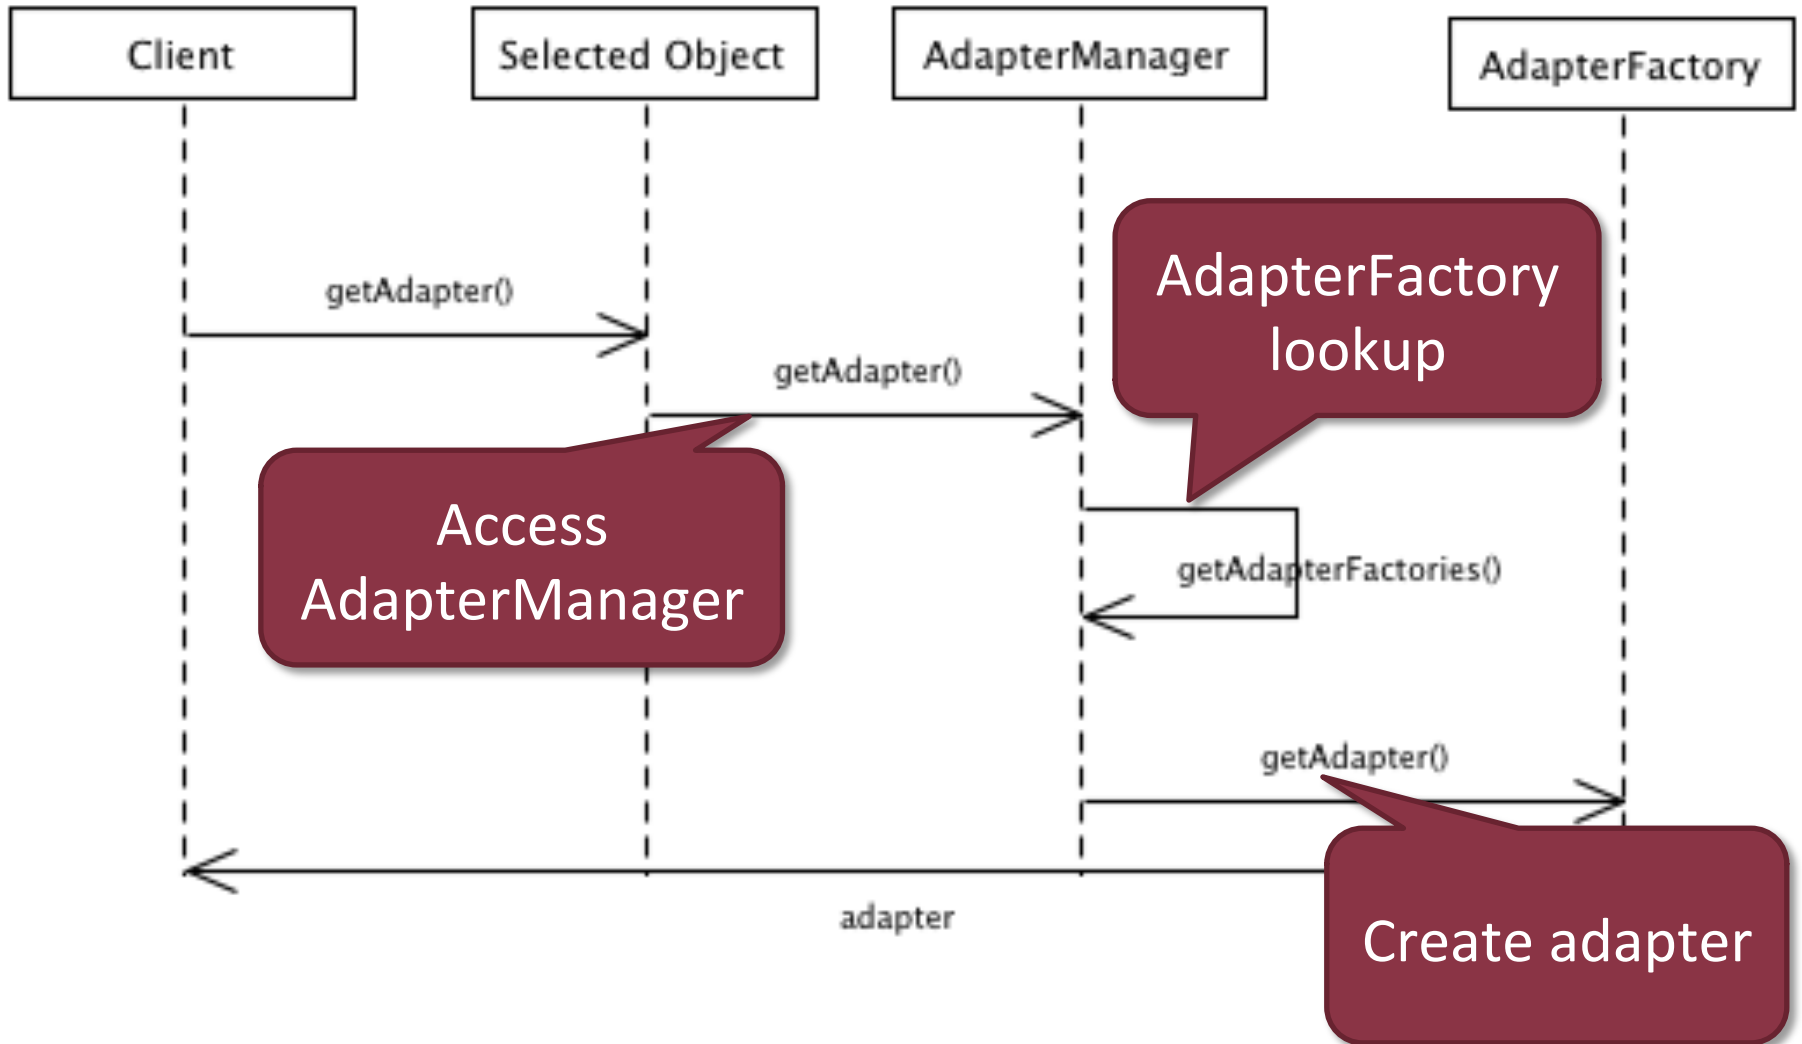 Client
Selected Object
AdapterManager
AdapterFactory
getAdapter()
getAdapter()
AdapterFactory
lookup
Access
AdapterManager
getAdapterFactories()
getAdapter()
adapter
Create adapter